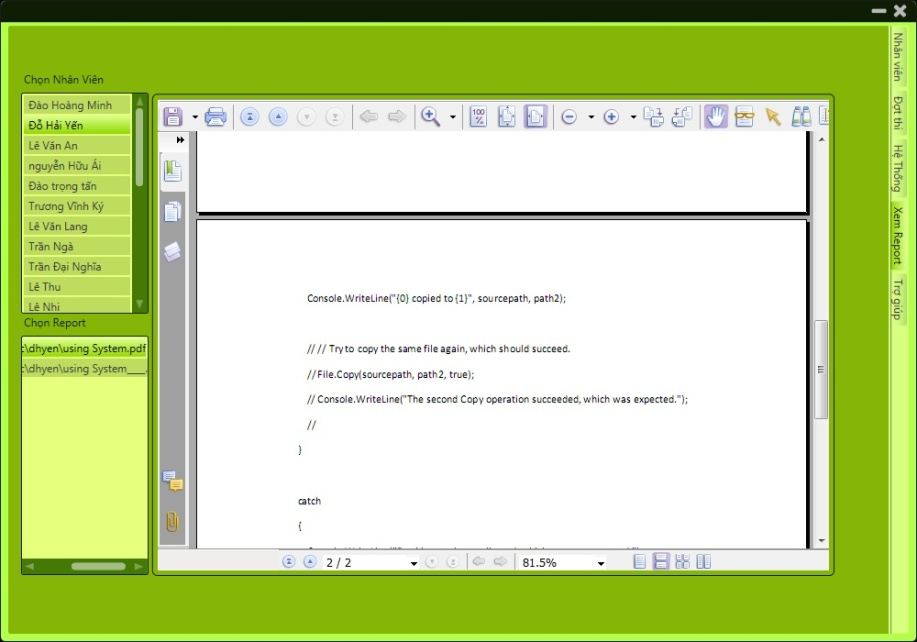 Chọn Nhân Viên
Đào Hoàng Minh
Đỗ Hải Yến
Lê Văn An
nguyễn Hữu Ái
Đào trọng tấn
Trương Vĩnh Ký
Lê Văn Lang
Trần Ngà
Trần Đại Nghĩa
Lê Thu
Lê Nhi
Chọn Report
:\dhyen\using System.pdf
:\dhyen\using System___.
100 %
Console.WriteLine("{0} copied to {1}", sourcepath, path2);
//// Try to copy the same file again, which should succeed.
//File.Copy(sourcepath, path2, true);
//Console.WriteLine("The second Copy operation succeeded, which was expected.");
//
}
catch
{
2 / 2
81.5%
Nhân viên
Đợt thi
Hệ Thống
Xem Report
Trợ giúp